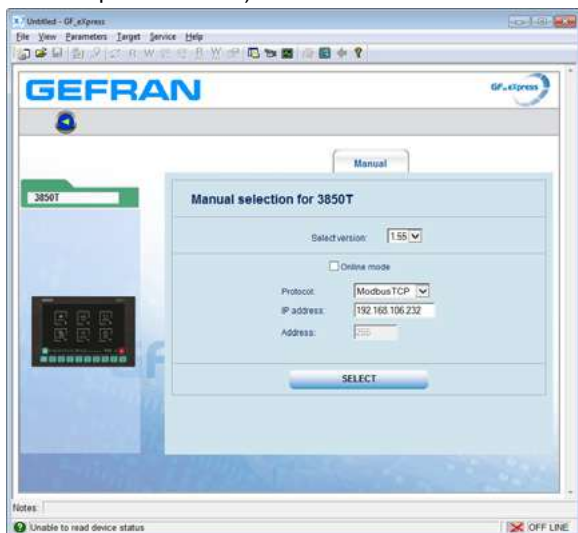 Untitled - GF_eXpress
File View Parameters Target Service Help
GEFRAN
GF_eXpress
Manual
3850T
Manual selection for 3850T
Select version: 1.55
Online mode
Protocol: ModbusTCP
IP address: 192.168.106.232
Address: 255
SELECT
Notes:
Unable to read device status
OFF LINE